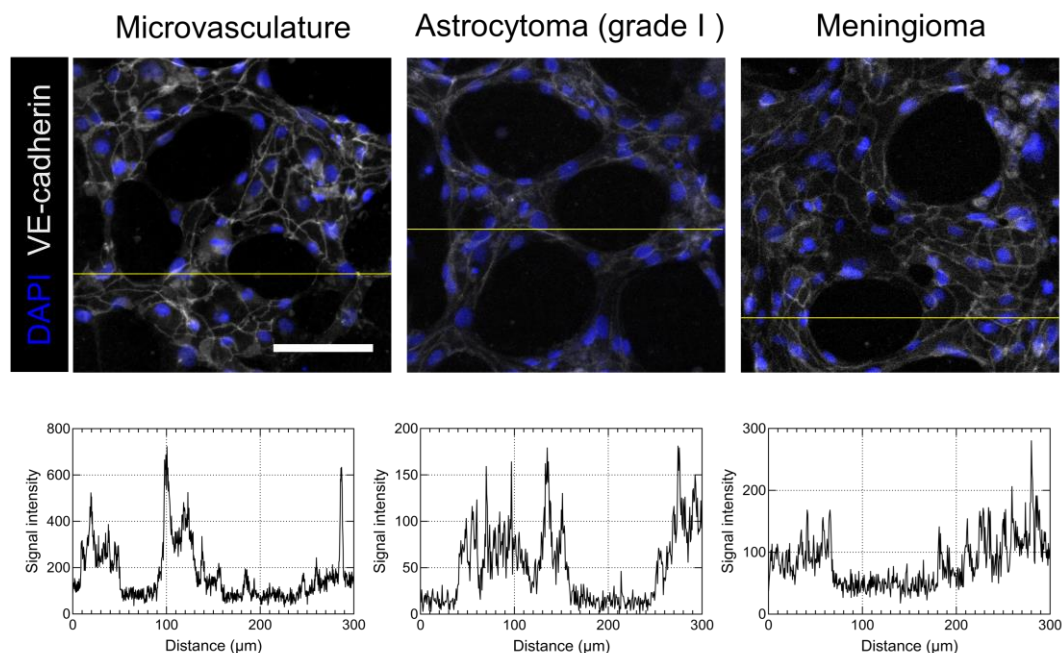 Microvasculature
Astrocytoma (grade I )
Meningioma
DAPI VE-cadherin
800
600
400
200
0
Signal intensity
0 100 200 300
Distance (µm)
200
150
100
50
0
Signal intensity
0 100 200 300
Distance (µm)
300
200
100
0
Signal intensity
0 100 200 300
Distance (µm)